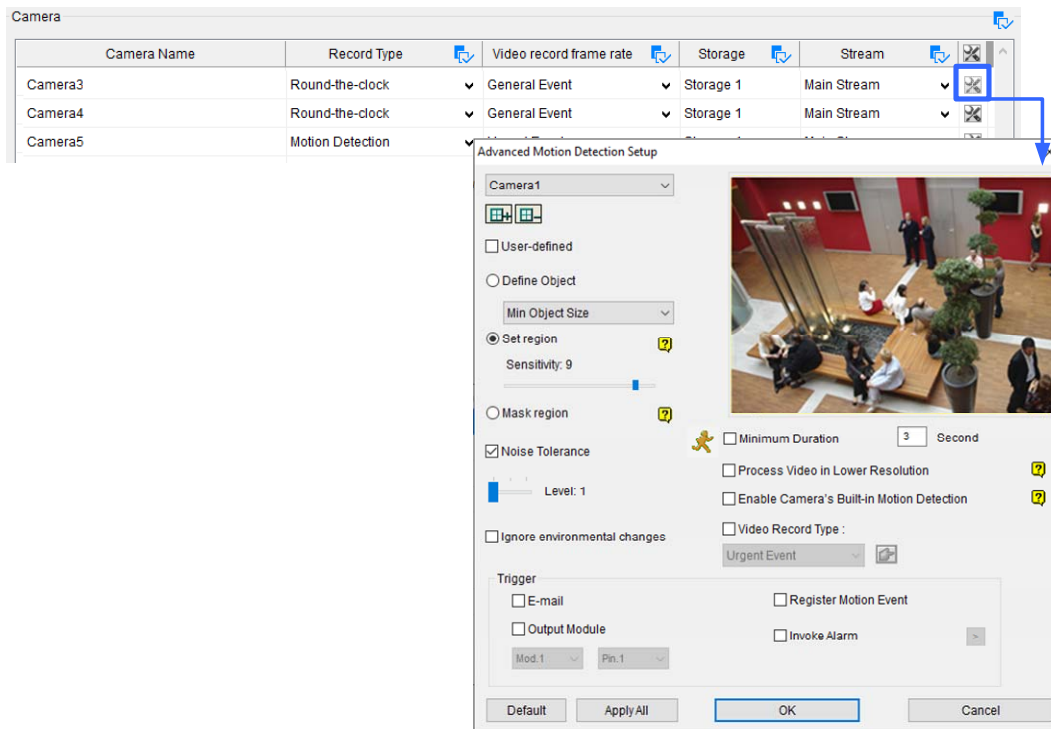 Camera
Camera Name Record Type Video record frame rate Storage Stream
Camera3 Round-the-clock General Event Storage 1 Main Stream
Camera4 Round-the-clock General Event Storage 1 Main Stream
Camera5 Motion Detection
Advanced Motion Detection Setup
Camera1
User-defined
Define Object
Min Object Size
Set region
Sensitivity: 9
Mask region
Noise Tolerance
Level: 1
Ignore environmental changes
Minimum Duration 3 Second
Process Video in Lower Resolution
Enable Camera's Built-in Motion Detection
Video Record Type :
Urgent Event
Trigger
E-mail
Output Module
Mod.1 Pin.1
Register Motion Event
Invoke Alarm
>
Default Apply All OK Cancel